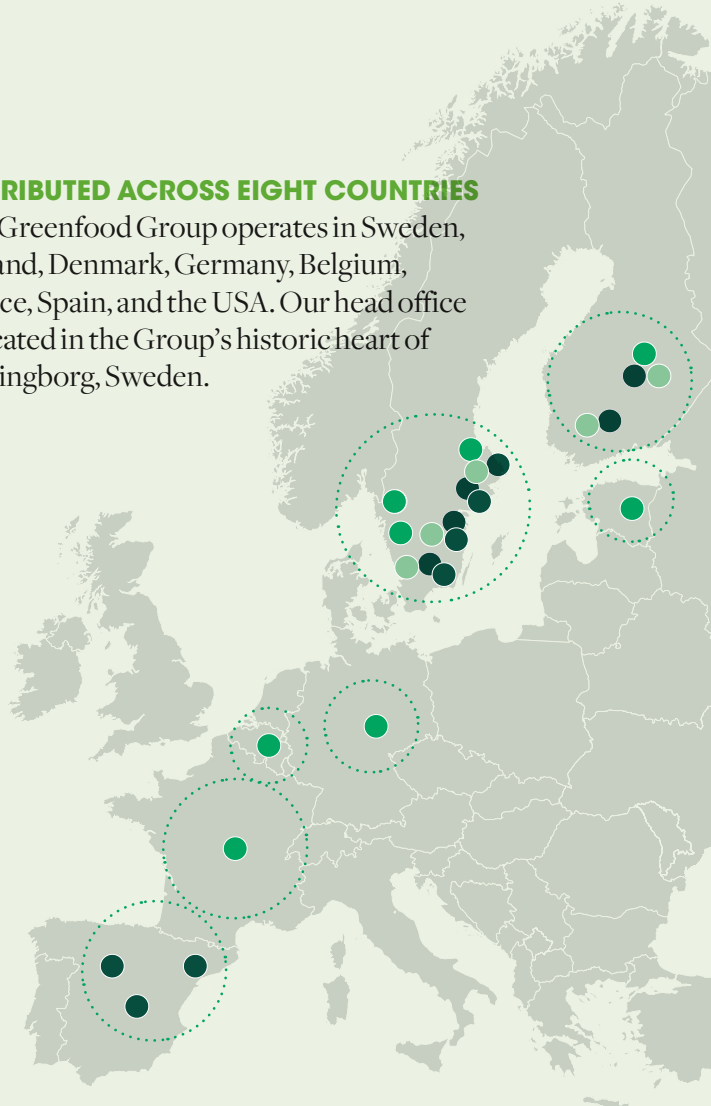 RIBUTED ACROSS EIGHT COUNTRIES
Greenfood Group operates in Sweden,
and, Denmark, Germany, Belgium,
ce, Spain, and the USA. Our head office
cated in the Group’s historic heart of
ingborg, Sweden.